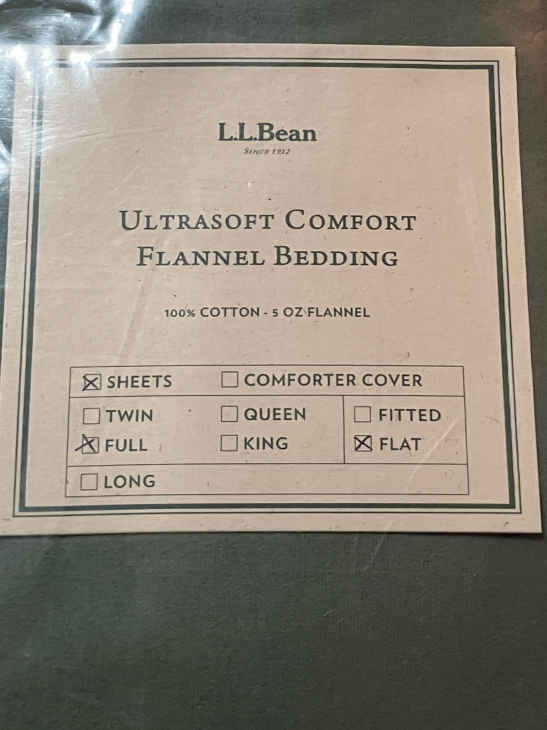 L.L.Bean
SINCE 1912
ULTRASOFT COMFORT
FLANNEL BEDDING
100% COTTON - 5 OZ FLANNEL
☒ SHEETS ☐ COMFORTER COVER
☐ TWIN ☐ QUEEN ☐ FITTED
☒ FULL ☐ KING ☒ FLAT
☐ LONG